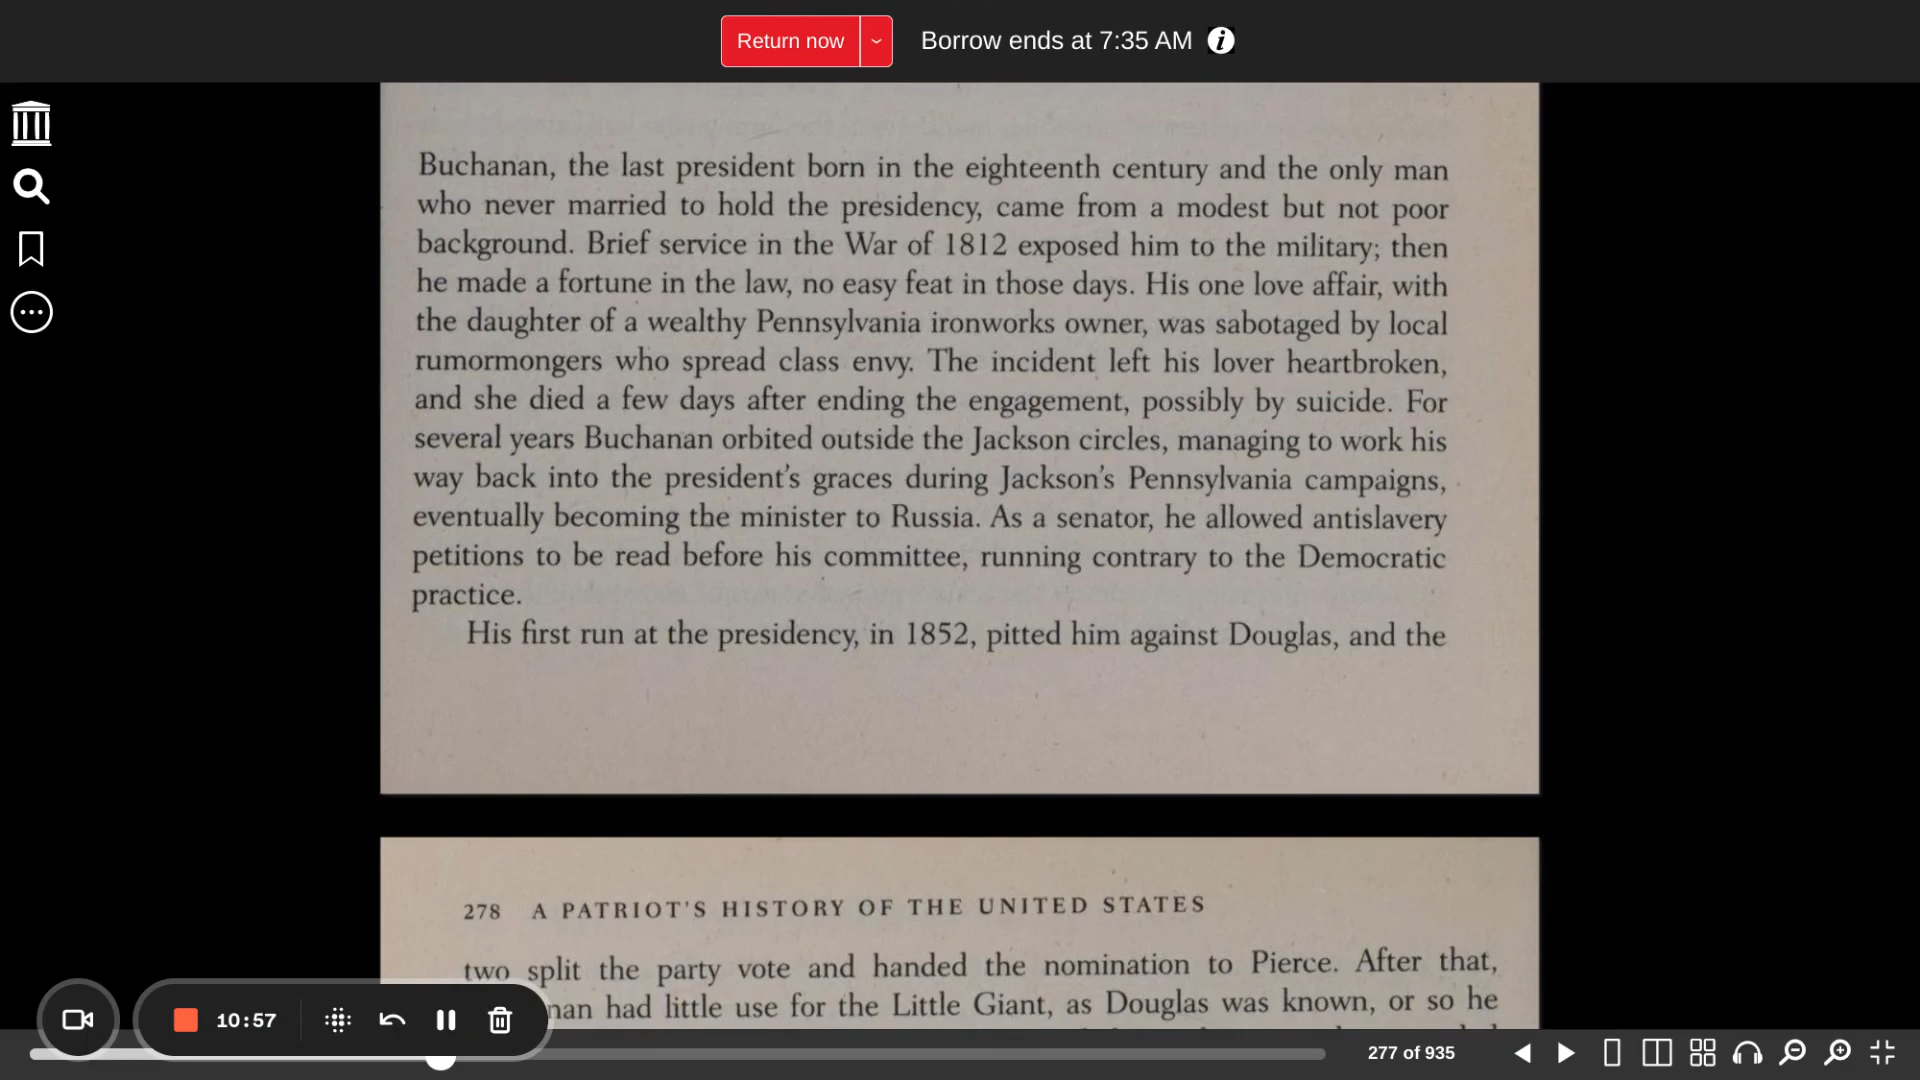 Return now
Borrow ends at 7:35 AM
Buchanan, the last president born in the eighteenth century and the only man
who never married to hold the presidency, came from a modest but not poor
background. Brief service in the War of 1812 exposed him to the military; then
he made a fortune in the law, no easy feat in those days. His one love affair, with
the daughter of a wealthy Pennsylvania ironworks owner, was sabotaged by local
rumormongers who spread class envy. The incident left his lover heartbroken,
and she died a few days after ending the engagement, possibly by suicide. For
several years Buchanan orbited outside the Jackson circles, managing to work his
way back into the president's graces during Jackson's Pennsylvania campaigns,
eventually becoming the minister to Russia. As a senator, he allowed antislavery
petitions to be read before his committee, running contrary to the Democratic
practice.
His first run at the presidency, in 1852, pitted him against Douglas, and the
278 A PATRIOT'S HISTORY OF THE UNITED STATES
two split the party vote and handed the nomination to Pierce. After that,
nan had little use for the Little Giant, as Douglas was known, or so he
10:57
277 of 935